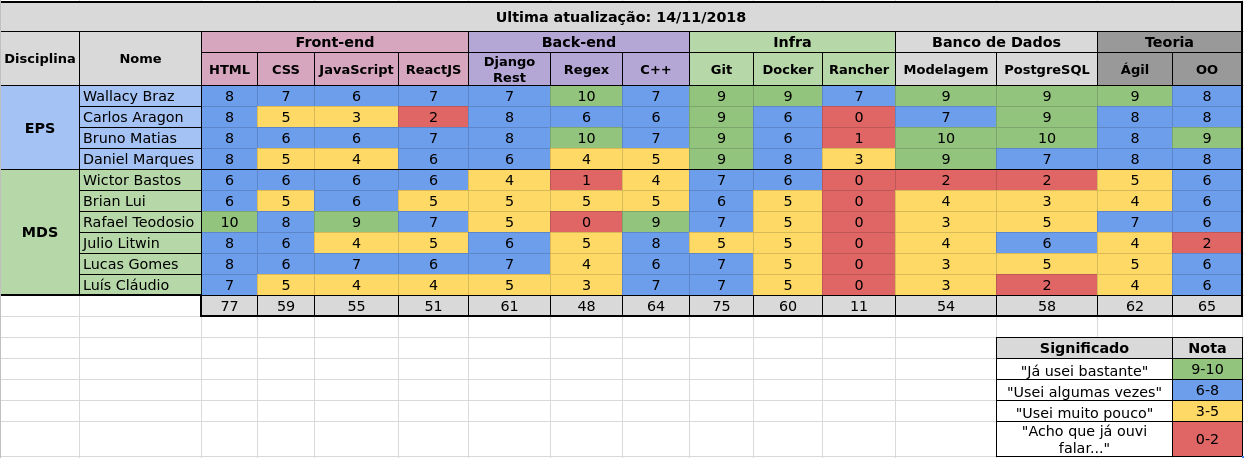 Ultima atualização: 14/11/2018
Disciplina Nome Front-end Back-end Infra Banco de Dados Teoria
HTML CSS JavaScript ReactJS Django Rest Regex C++ Git Docker Rancher Modelagem PostgreSQL Ágil OO
EPS
Wallacy Braz 8 7 6 7 7 10 7 9 9 7 9 9 9 8
Carlos Aragon 8 5 3 2 8 6 6 9 6 0 7 9 8 8
Bruno Matias 8 6 6 7 8 10 7 9 6 1 10 10 8 9
Daniel Marques 8 5 4 6 6 4 5 9 8 3 9 7 8 8
MDS
Wictor Bastos 6 6 6 6 4 1 4 7 6 0 2 2 5 6
Brian Lui 6 5 6 5 5 5 5 6 5 0 4 3 4 6
Rafael Teodosio 10 8 9 7 5 0 9 7 5 0 3 5 7 6
Julio Litwin 8 6 4 5 6 5 8 5 5 0 4 6 4 2
Lucas Gomes 8 6 7 6 7 4 6 7 5 0 3 5 5 6
Luís Cláudio 7 5 4 4 5 3 7 7 5 0 3 2 4 6
77 59 55 51 61 48 64 75 60 11 54 58 62 65
Significado Nota
"Já usei bastante" 9-10
"Usei algumas vezes" 6-8
"Usei muito pouco" 3-5
"Acho que já ouvi
falar..." 0-2